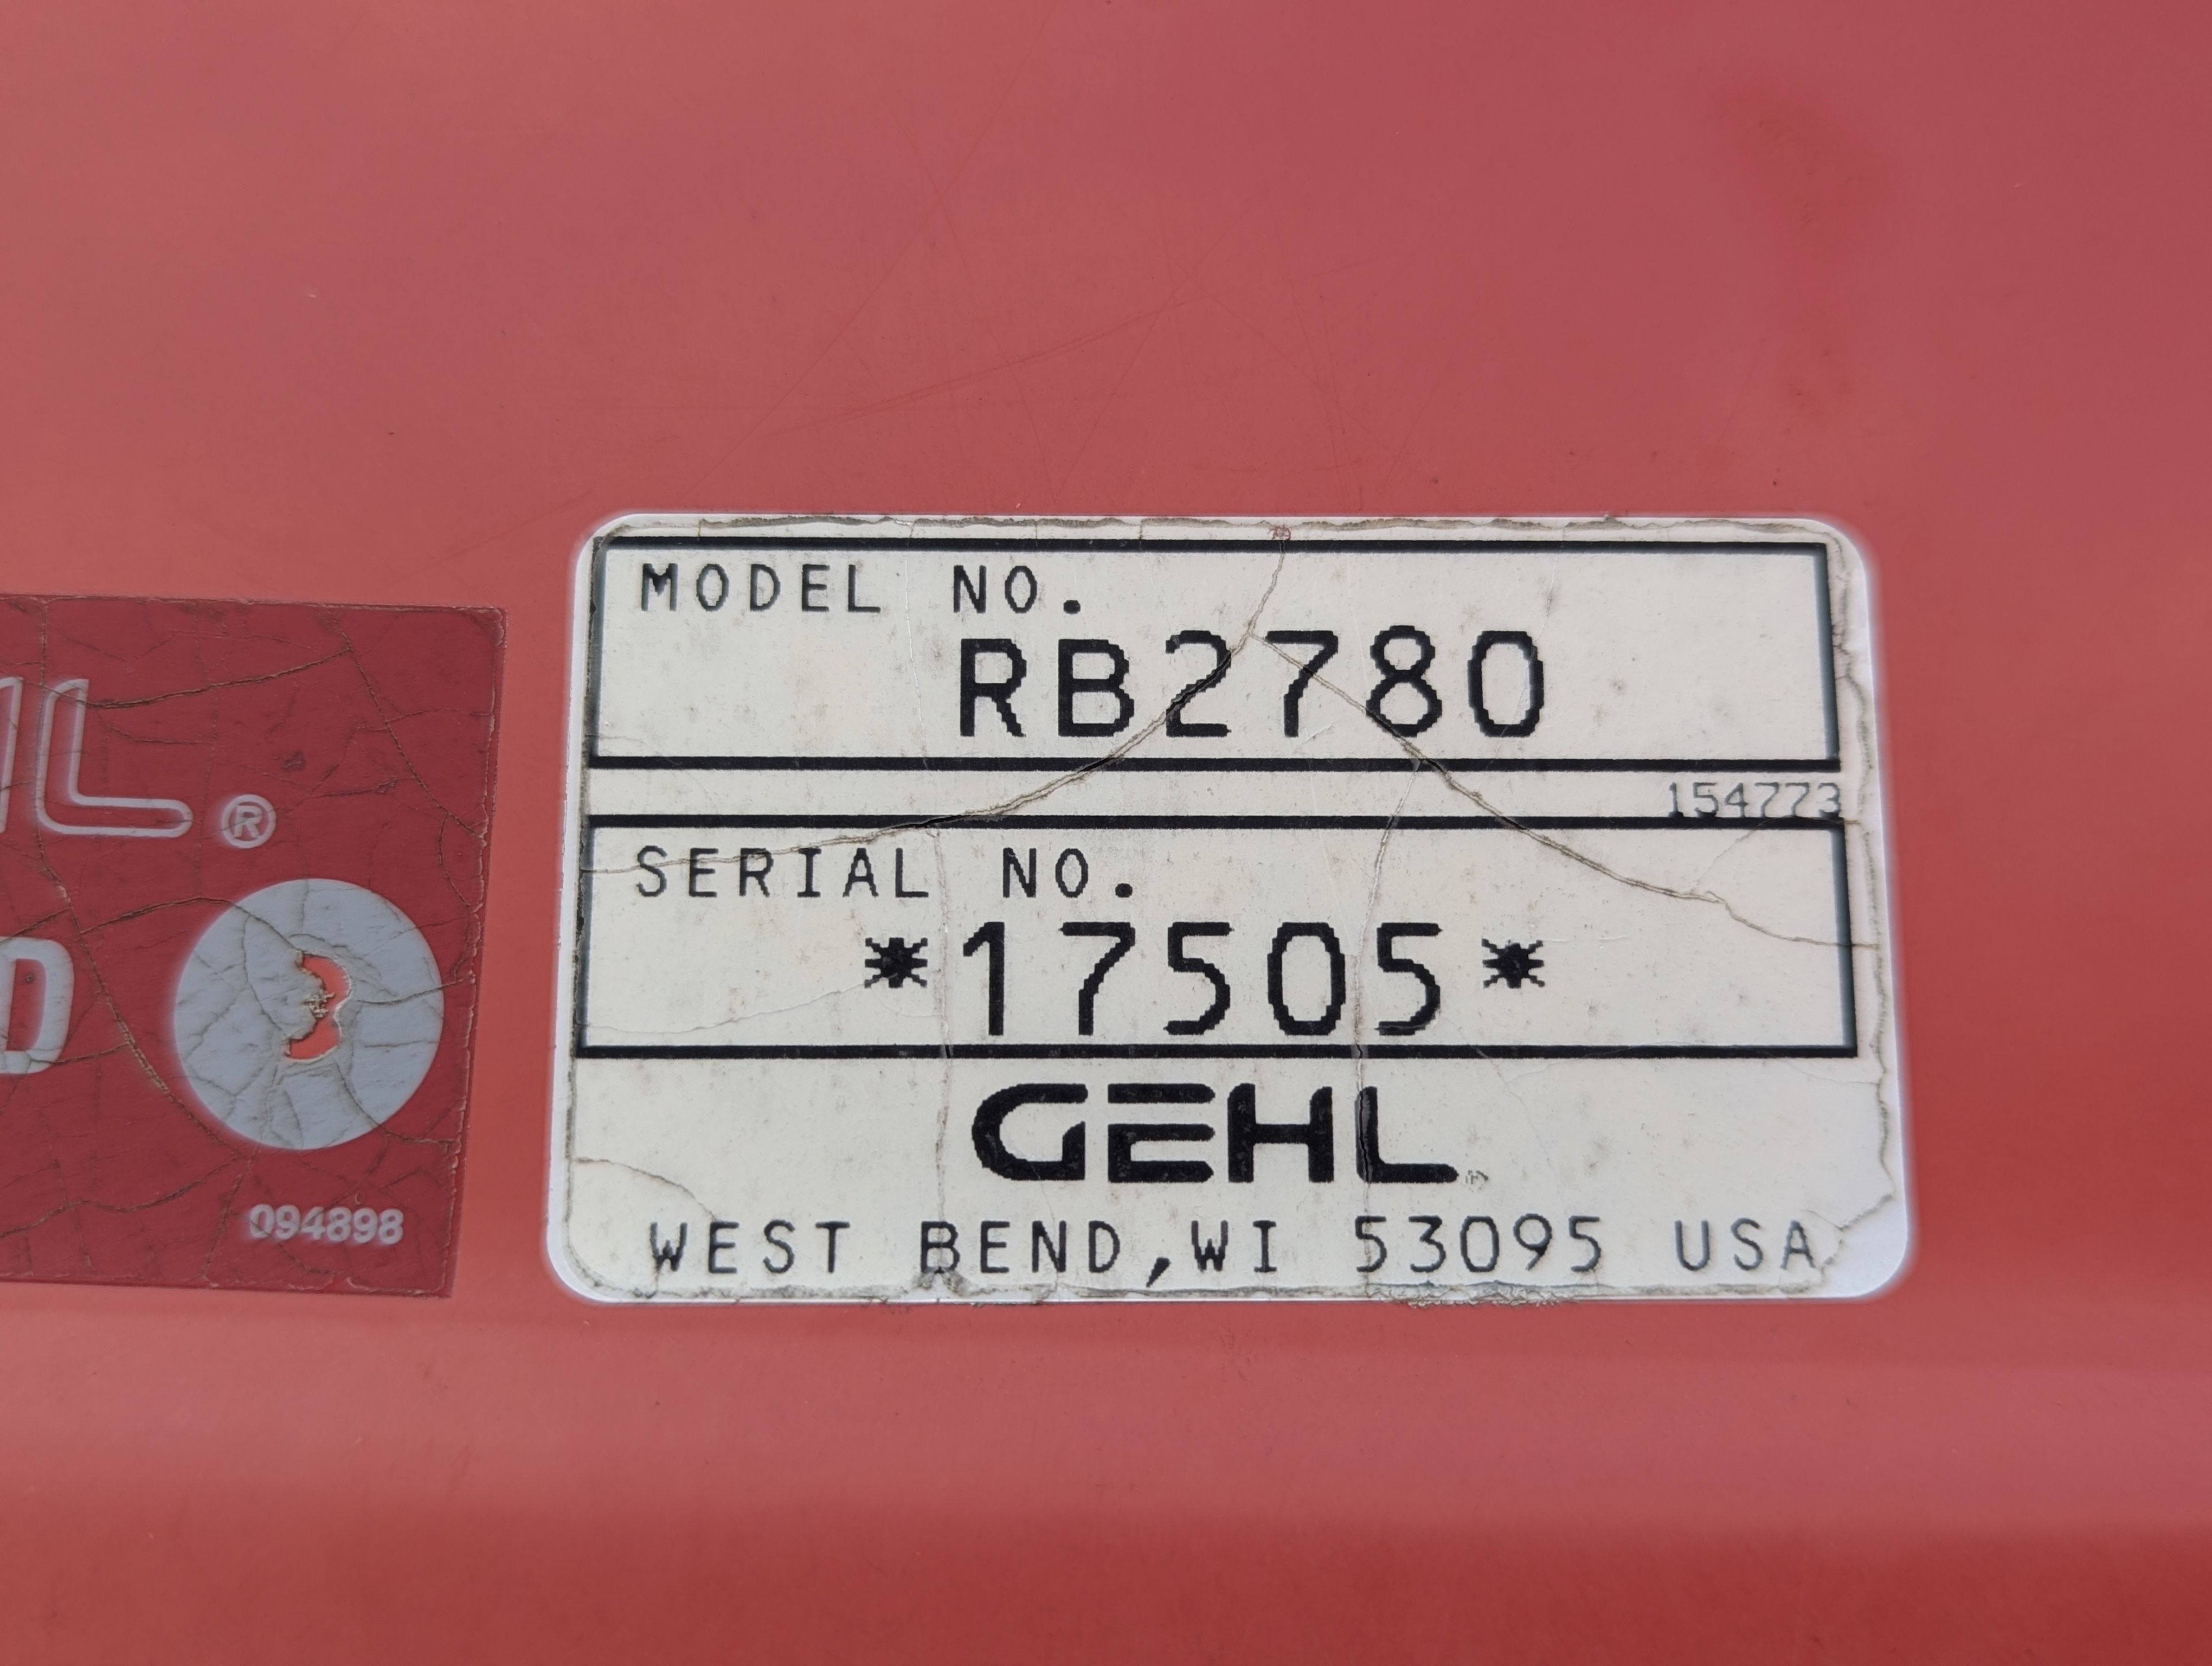 MODEL NO.
RB2780
154773
SERIAL NO.
*17505*
GEHL
WEST BEND,WI 53095 USA
L®
D
094898